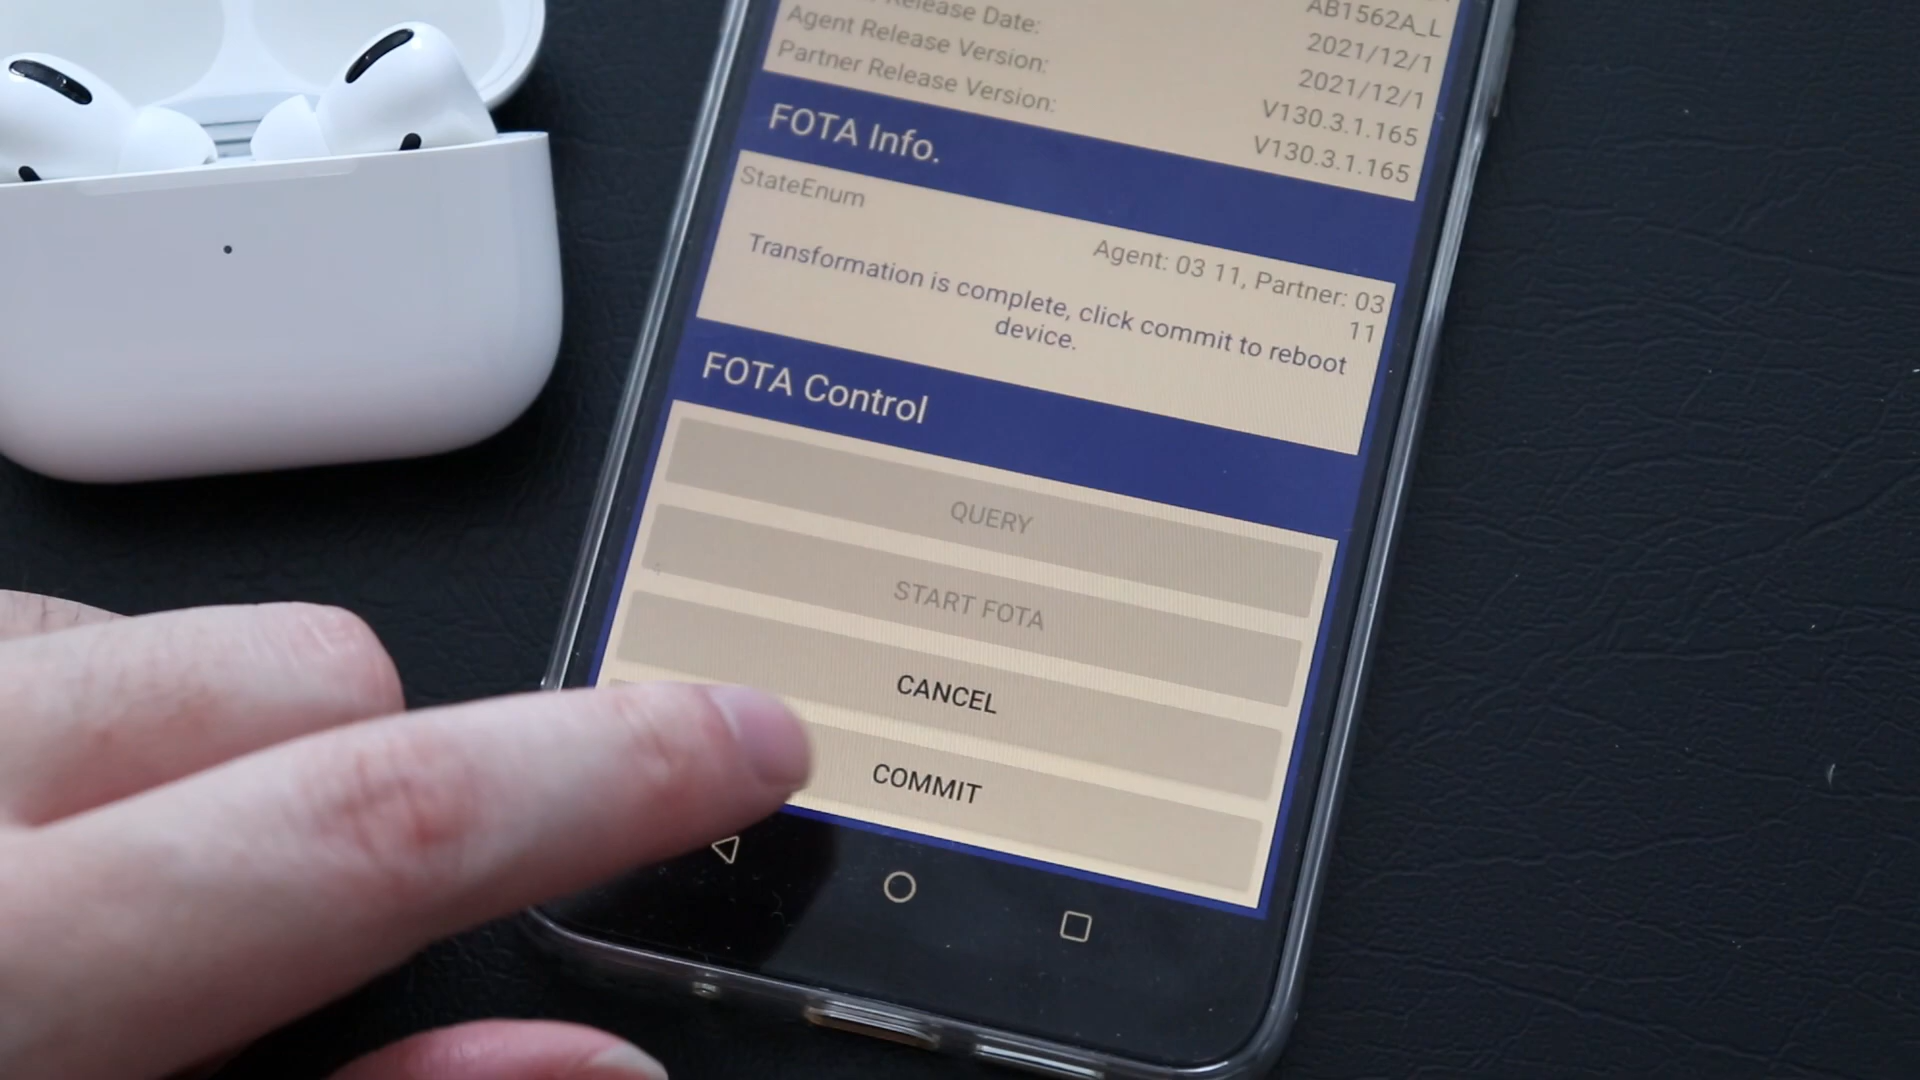 AB1562A_L
Release Date:
2021/12/1
Agent Release Version:
2021/12/1
Partner Release Version:
V130.3.1.165
V130.3.1.165
FOTA Info.
StateEnum
Agent: 03 11, Partner: 03
11
Transformation is complete, click commit to reboot
device.
FOTA Control
QUERY
START FOTA
CANCEL
COMMIT